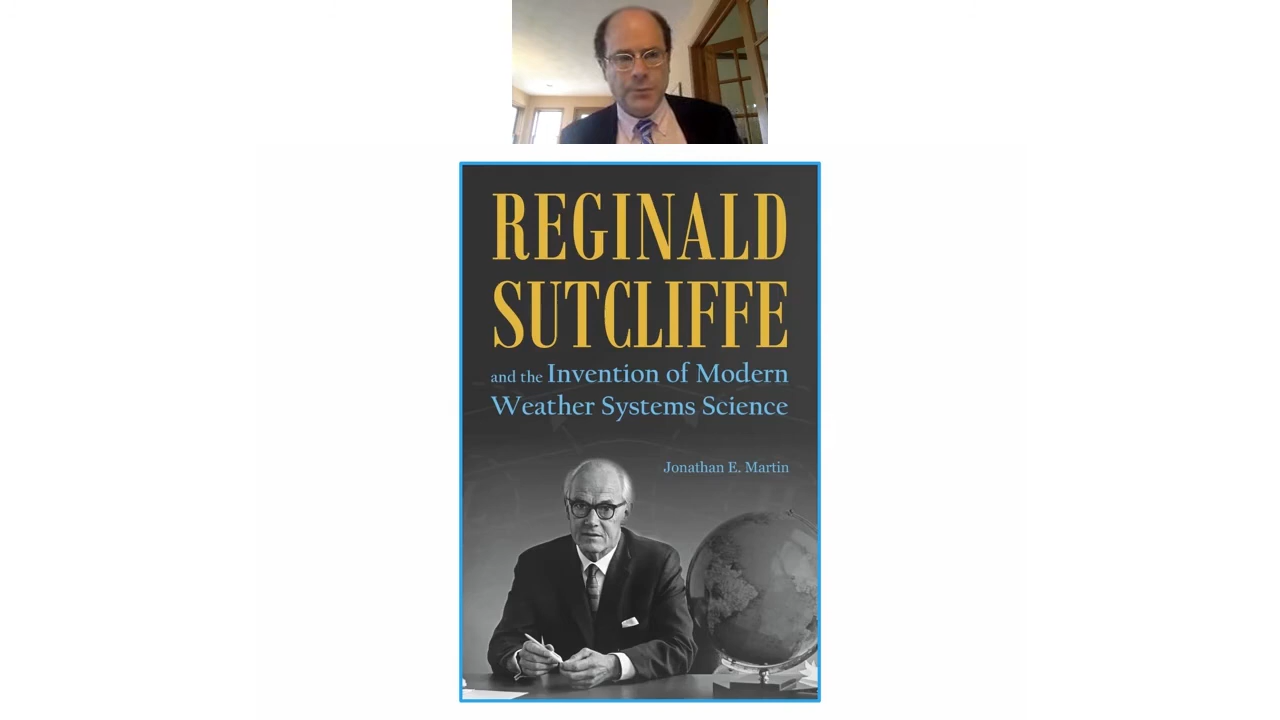 REGINALD
SUTCLIFFE
and the Invention of Modern
Weather Systems Science
Jonathan E. Martin